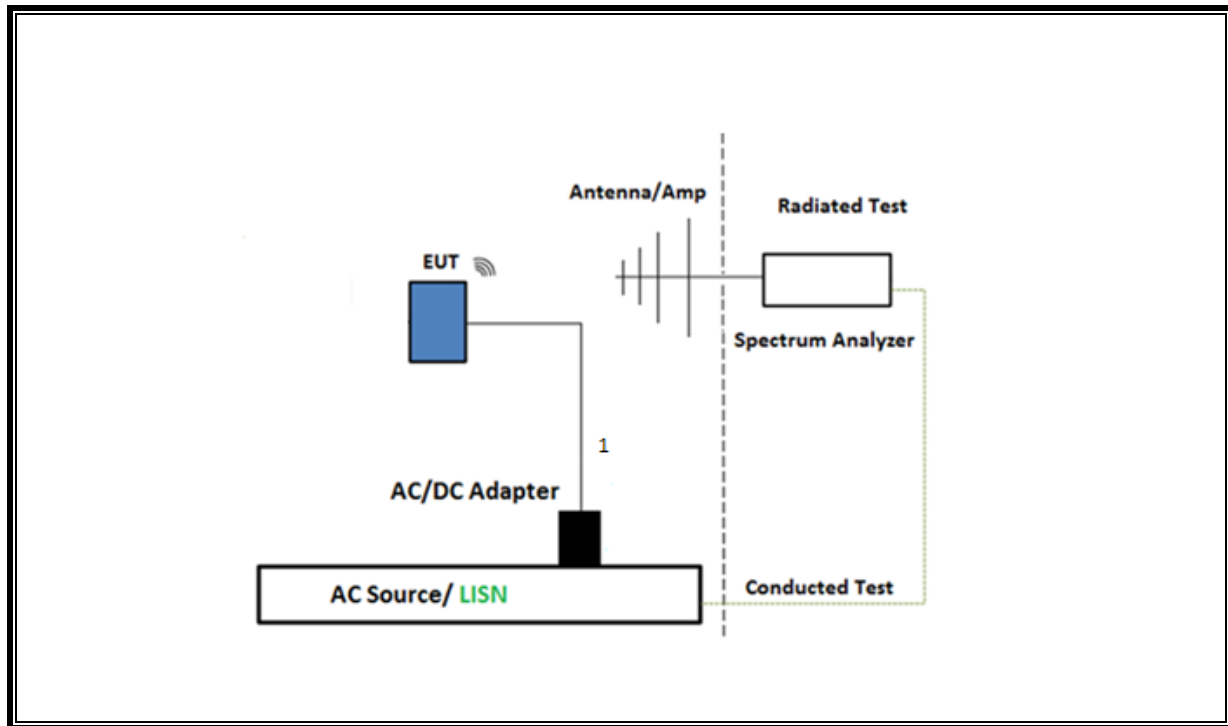 Antenna/Amp
Radiated Test
EUT
Spectrum Analyzer
1
AC/DC Adapter
AC Source/ LISN
Conducted Test